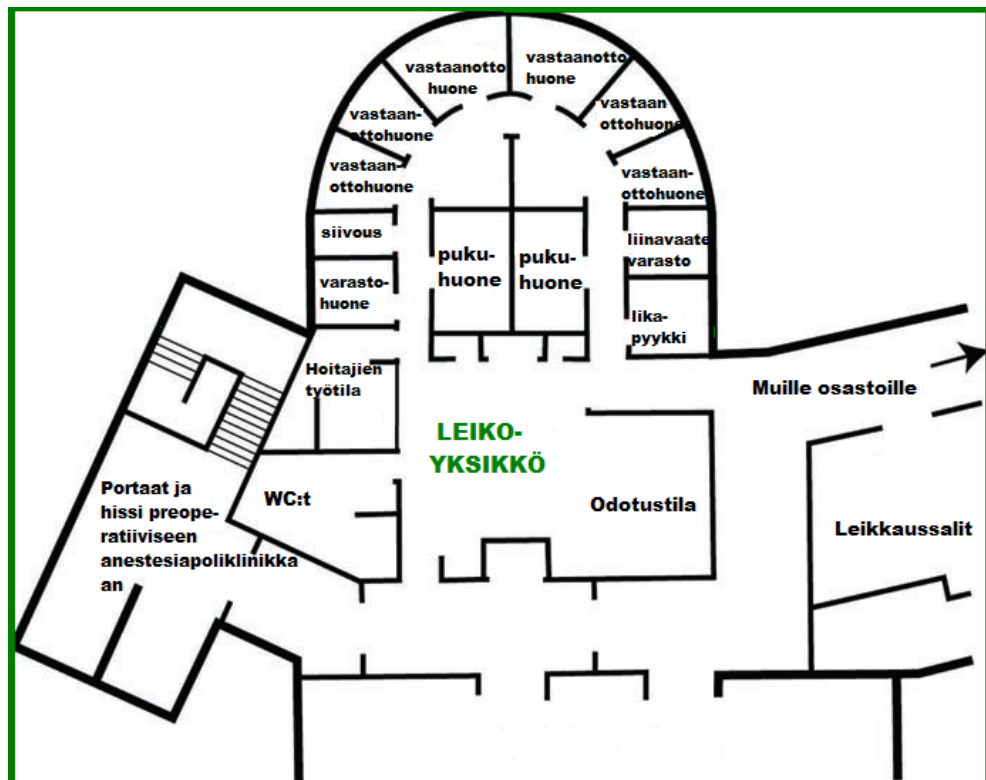 vastaanotto
huone
vastaanotto
huone
vastaan-
ottohuone
vastaan
ottohuone
vastaan-
ottohuone
vastaan-
ottohuone
siivous
liinavaate
varasto
puku-
huone
puku-
huone
varasto-
huone
lika-
pyykki
Hoitajien
työtila
Muille osastoille
LEIKO-
YKSIKKÖ
WC:t
Odotustila
Portaat ja
hissi preope-
ratiiviseen
anestesiapoliklinikka
an
Leikkaussalit